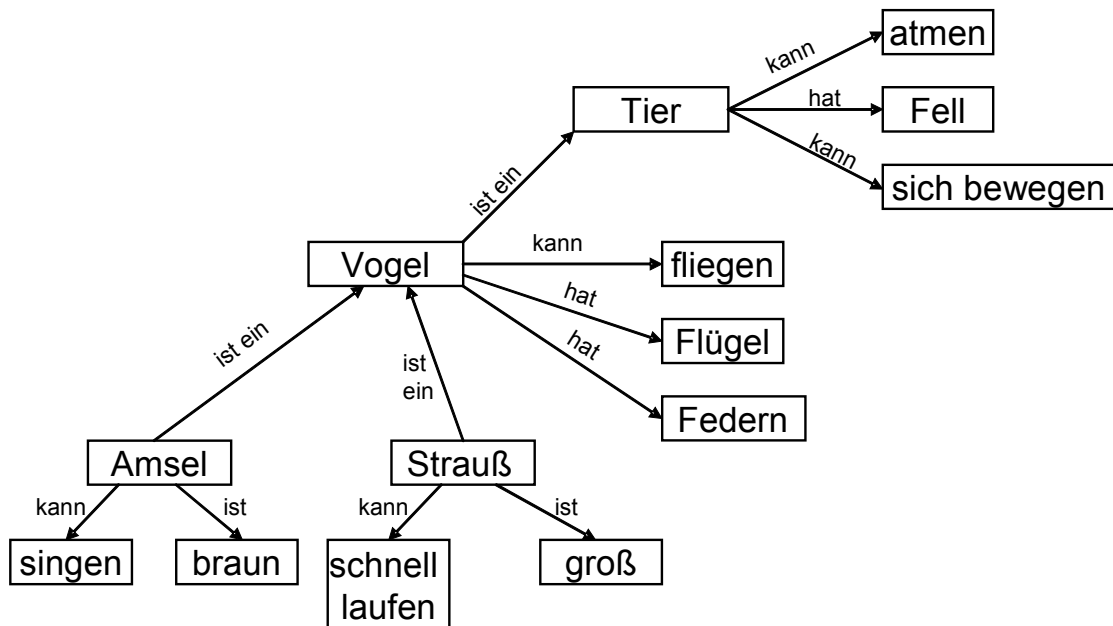 atmen
kann
Tier
hat
Fell
kann
sich bewegen
ist ein
Vogel
kann
fliegen
hat
Flügel
hat
Federn
ist ein
ist
ein
Amsel
Strauß
kann
ist
kann
ist
singen
braun
schnell
laufen
groß